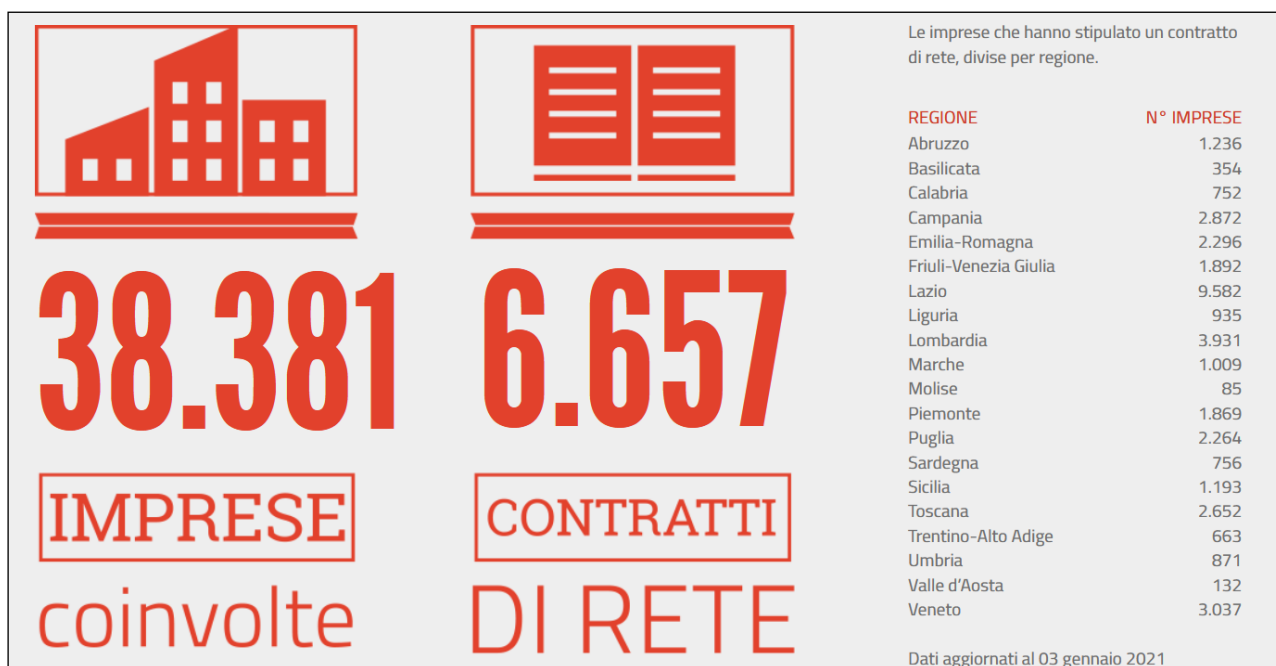 38.381
IMPRESE
coinvolte
6.657
CONTRATTI
DI RETE
Le imprese che hanno stipulato un contratto
di rete, divise per regione.
REGIONE N° IMPRESE
Abruzzo 1.236
Basilicata 354
Calabria 752
Campania 2.872
Emilia-Romagna 2.296
Friuli-Venezia Giulia 1.892
Lazio 9.582
Liguria 935
Lombardia 3.931
Marche 1.009
Molise 85
Piemonte 1.869
Puglia 2.264
Sardegna 756
Sicilia 1.193
Toscana 2.652
Trentino-Alto Adige 663
Umbria 871
Valle d'Aosta 132
Veneto 3.037
Dati aggiornati al 03 gennaio 2021